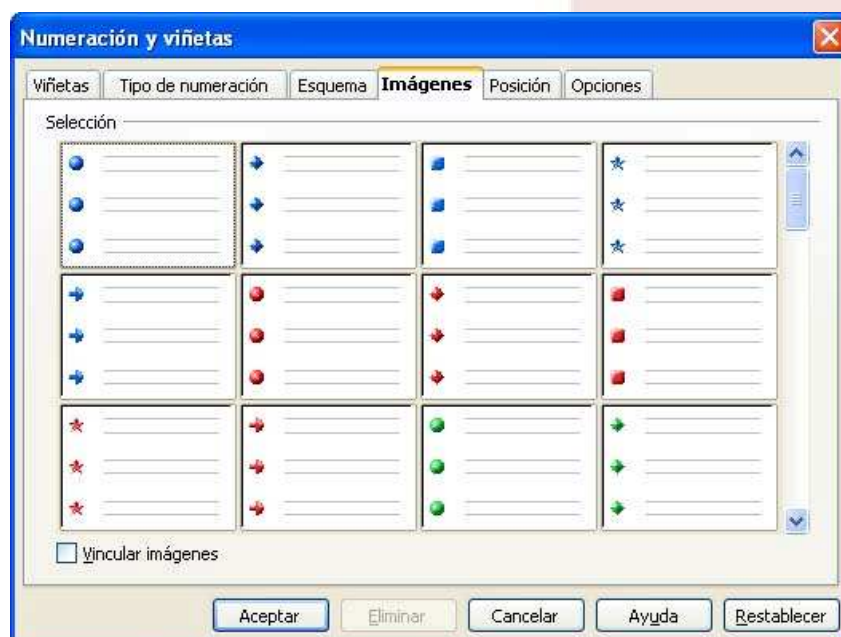 Numeración y viñetas
Viñetas Tipo de numeración Esquema Imágenes Posición Opciones
Selección
Vincular imágenes
Aceptar Eliminar Cancelar Ayuda Restablecer